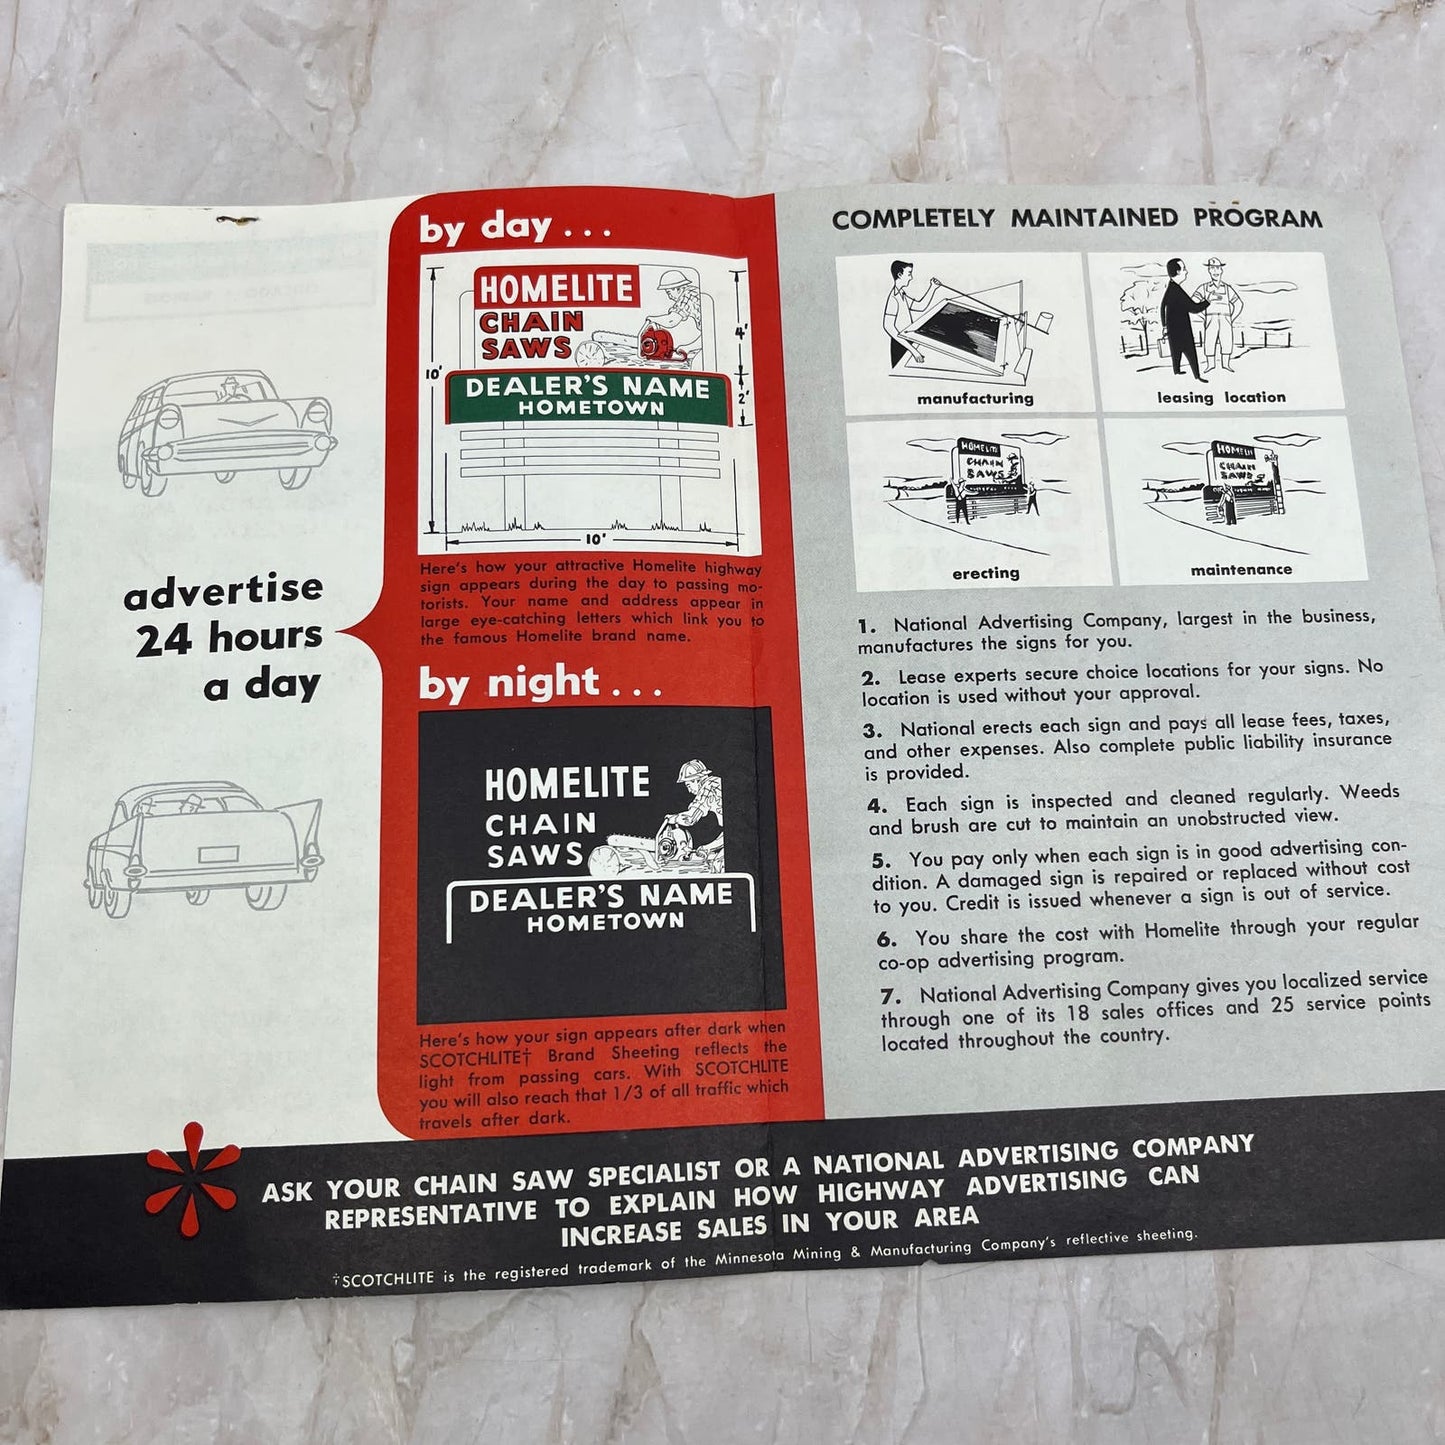 advertise
24 hours
a day
by day...
HOMELITE
CHAIN
SAWS
DEALER'S NAME
HOMETOWN
10'
4'
2'
10'
Here's how your attractive Homelite highway
sign appears during the day to passing mo-
torists. Your name and address appear in
large eye-catching letters which link you to
the famous Homelite brand name.
by night...
HOMELITE
CHAIN
SAWS
DEALER'S NAME
HOMETOWN
Here's how your sign appears after dark when
SCOTCHLITE† Brand Sheeting reflects the
light from passing cars. With SCOTCHLITE
you will also reach that 1/3 of all traffic which
travels after dark.
COMPLETELY MAINTAINED PROGRAM
manufacturing
leasing location
HOMELITE
CHAIN
SAWS
erecting
HOMELITE
CHAIN
SAWS
maintenance
1. National Advertising Company, largest in the business,
manufactures the signs for you.
2. Lease experts secure choice locations for your signs. No
location is used without your approval.
3. National erects each sign and pays all lease fees, taxes,
and other expenses. Also complete public liability insurance
is provided.
4. Each sign is inspected and cleaned regularly. Weeds
and brush are cut to maintain an unobstructed view.
5. You pay only when each sign is in good advertising con-
dition. A damaged sign is repaired or replaced without cost
to you. Credit is issued whenever a sign is out of service.
6. You share the cost with Homelite through your regular
co-op advertising program.
7. National Advertising Company gives you localized service
through one of its 18 sales offices and 25 service points
located throughout the country.
ASK YOUR CHAIN SAW SPECIALIST OR A NATIONAL ADVERTISING COMPANY
REPRESENTATIVE TO EXPLAIN HOW HIGHWAY ADVERTISING CAN
INCREASE SALES IN YOUR AREA
†SCOTCHLITE is the registered trademark of the Minnesota Mining & Manufacturing Company's reflective sheeting.